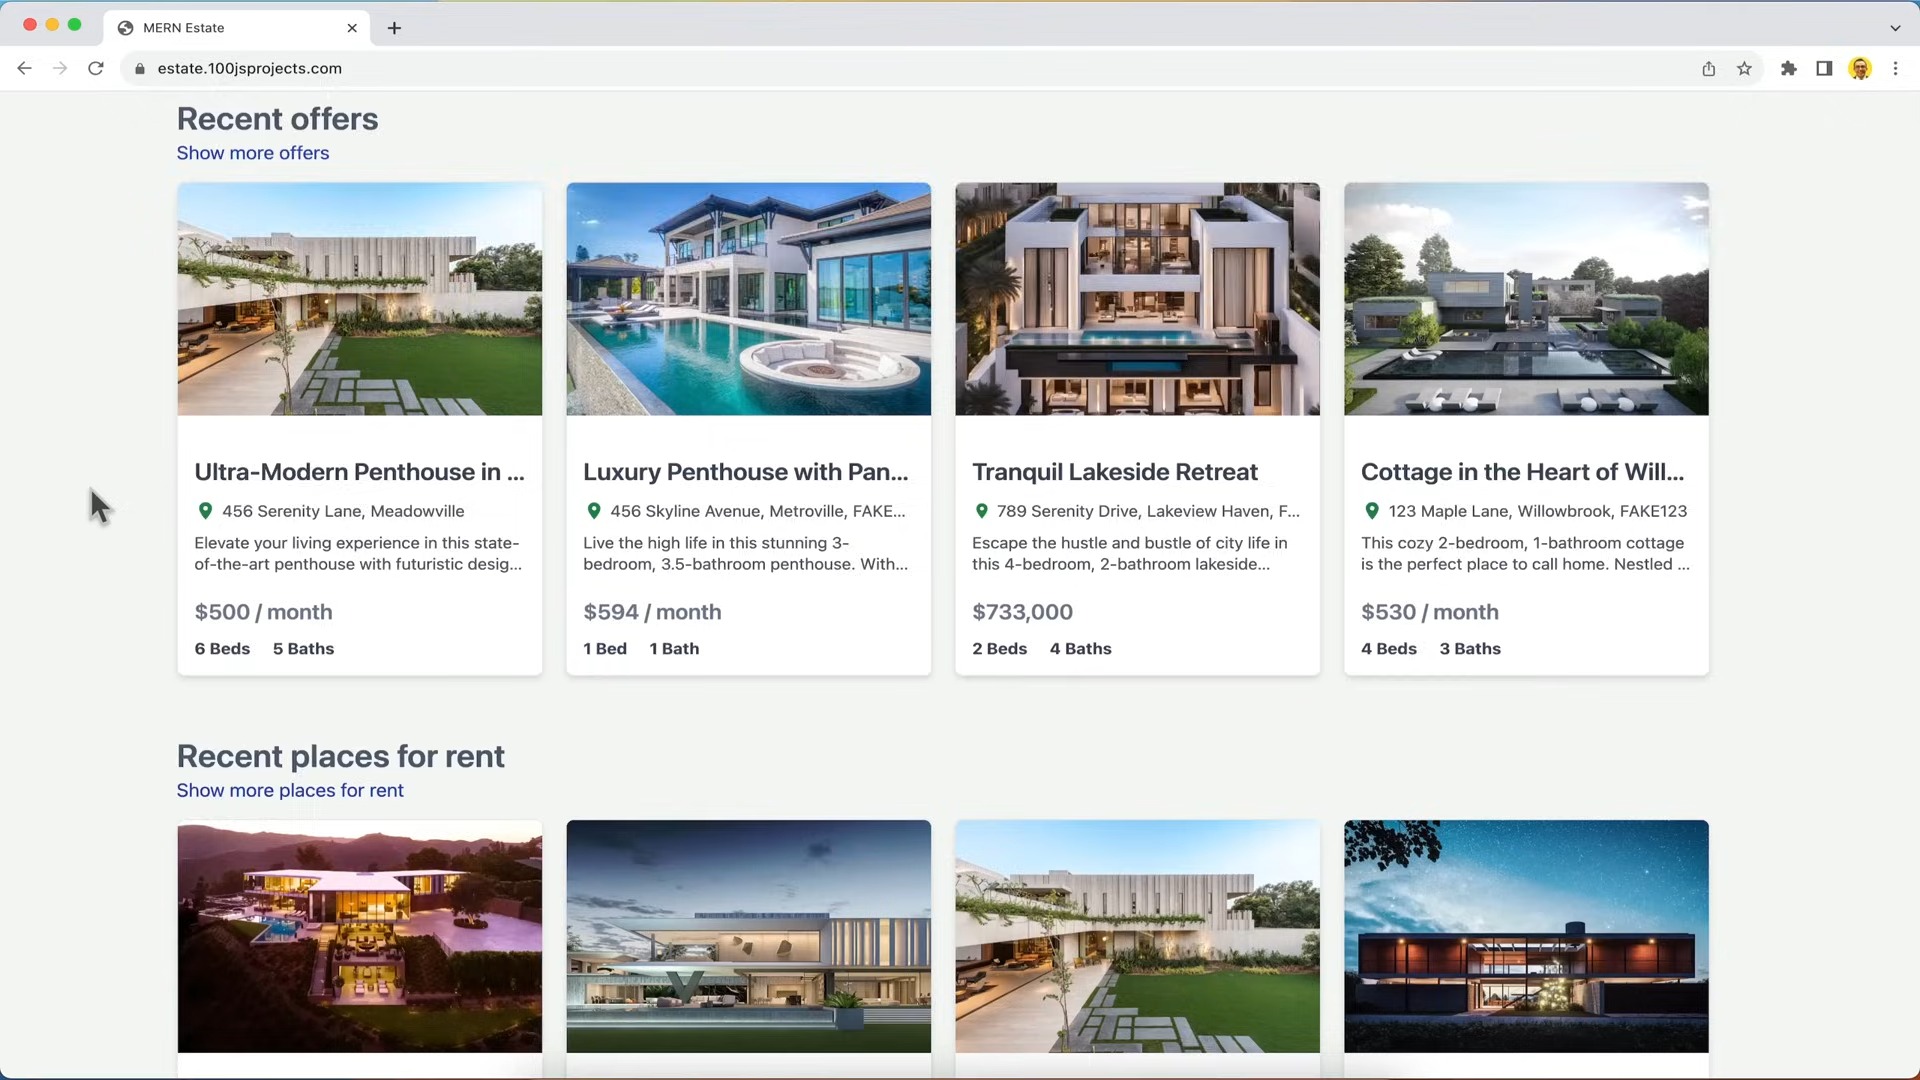 MERN Estate
estate.100jsprojects.com
Recent offers
Show more offers
Ultra-Modern Penthouse in ...
456 Serenity Lane, Meadowville
Elevate your living experience in this state-
of-the-art penthouse with futuristic desig...
$500 / month
6 Beds 5 Baths
Luxury Penthouse with Pan...
456 Skyline Avenue, Metroville, FAKE...
Live the high life in this stunning 3-
bedroom, 3.5-bathroom penthouse. With...
$594 / month
1 Bed 1 Bath
Tranquil Lakeside Retreat
789 Serenity Drive, Lakeview Haven, F...
Escape the hustle and bustle of city life in
this 4-bedroom, 2-bathroom lakeside...
$733,000
2 Beds 4 Baths
Cottage in the Heart of Will...
123 Maple Lane, Willowbrook, FAKE123
This cozy 2-bedroom, 1-bathroom cottage
is the perfect place to call home. Nestled ...
$530 / month
4 Beds 3 Baths
Recent places for rent
Show more places for rent